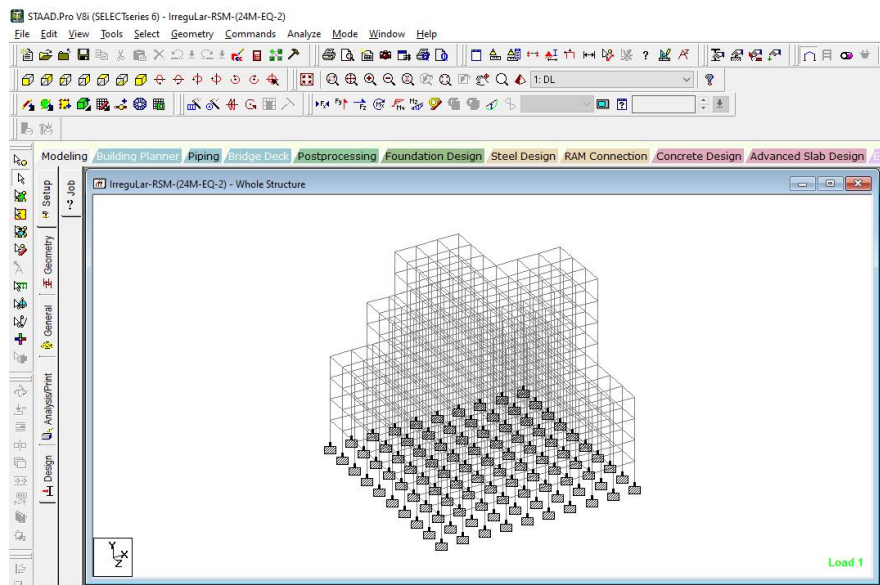 STAAD.Pro V8i (SELECTseries 6) - IrreguLar-RSM-(24M-EQ-2)
File Edit View Tools Select Geometry Commands Analyze Mode Window Help
1: DL
Modeling Building Planner Piping Bridge Deck Postprocessing Foundation Design Steel Design RAM Connection Concrete Design Advanced Slab Design
Setup
Geometry
General
Analysis/Print
Design
Job
IrreguLar-RSM-(24M-EQ-2) - Whole Structure
Y
X
Z
Load 1